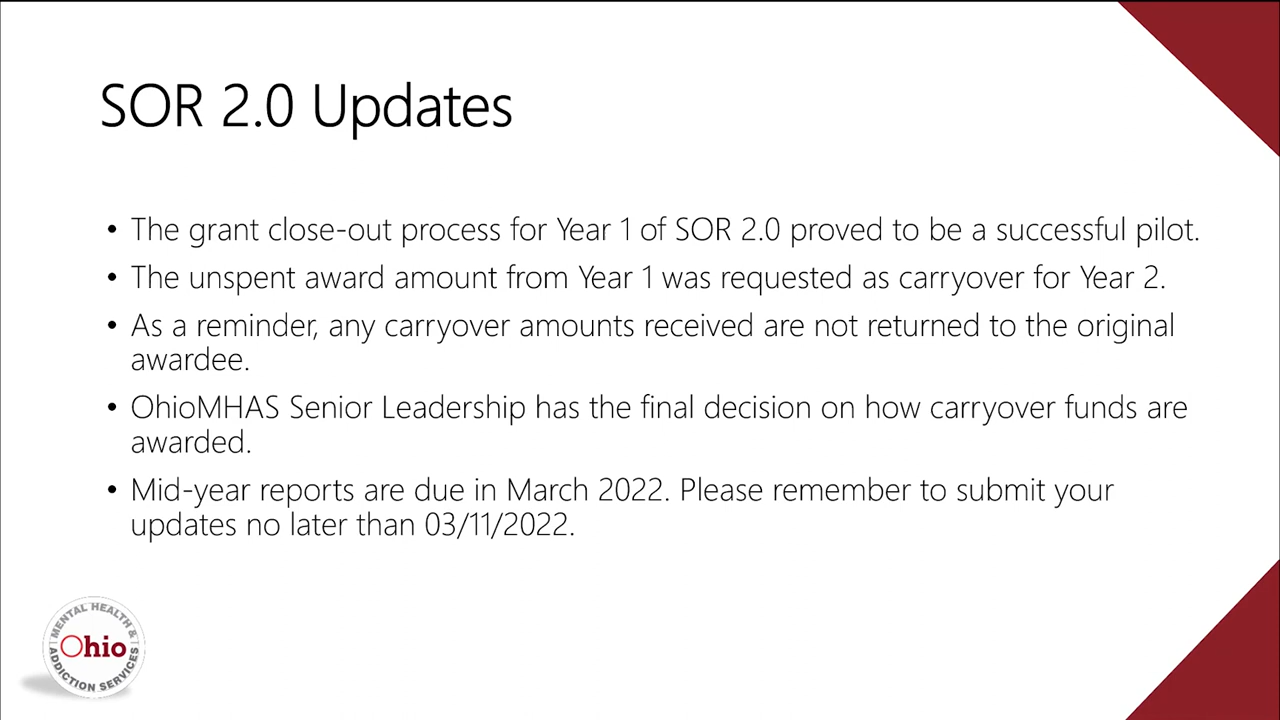 SOR 2.0 Updates
• The grant close-out process for Year 1 of SOR 2.0 proved to be a successful pilot.
• The unspent award amount from Year 1 was requested as carryover for Year 2.
• As a reminder, any carryover amounts received are not returned to the original
awardee.
• OhioMHAS Senior Leadership has the final decision on how carryover funds are
awarded.
• Mid-year reports are due in March 2022. Please remember to submit your
updates no later than 03/11/2022.
MENTAL HEALTH &
Ohio
ADDICTION SERVICES